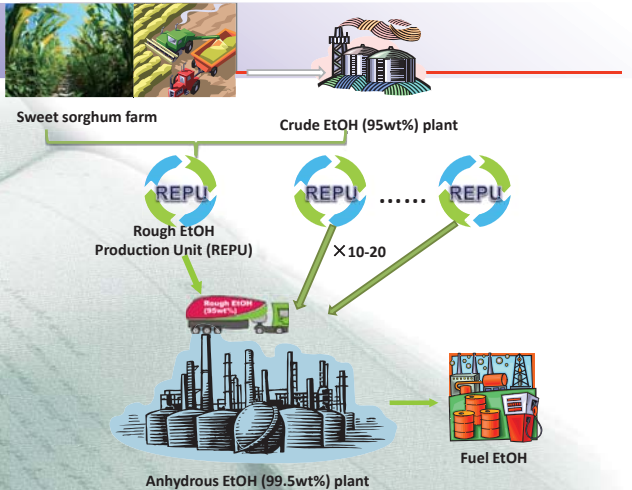 Sweet sorghum farm
Crude EtOH (95wt%) plant
REPU
REPU
......
REPU
Rough EtOH
Production Unit (REPU)
×10-20
Rough EtOH
(95wt%)
Anhydrous EtOH (99.5wt%) plant
Fuel EtOH